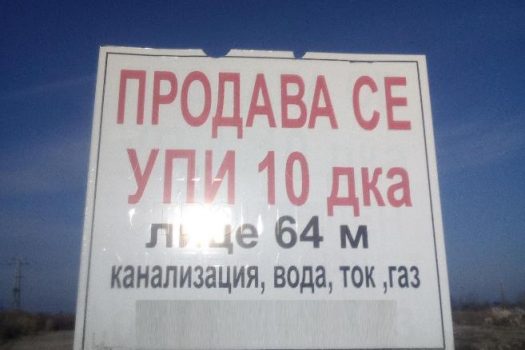 ПРОДАВА СЕ
УПИ 10 дка
лице 64 м
канализация, вода, ток ,газ